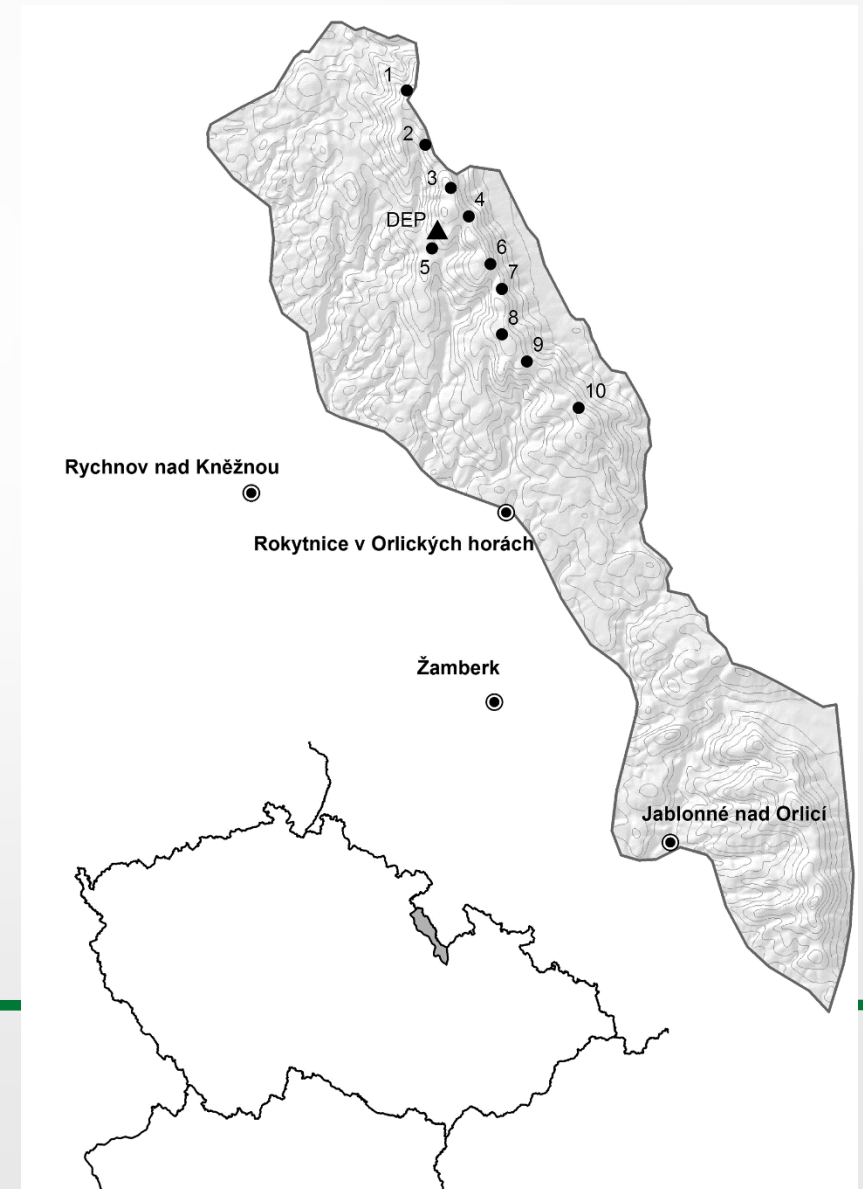 1
2
3
4
DEP
5
6
7
8
9
10
Rychnov nad Kněžnou
Rokytnice v Orlických horách
Žamberk
Jablonné nad Orlicí